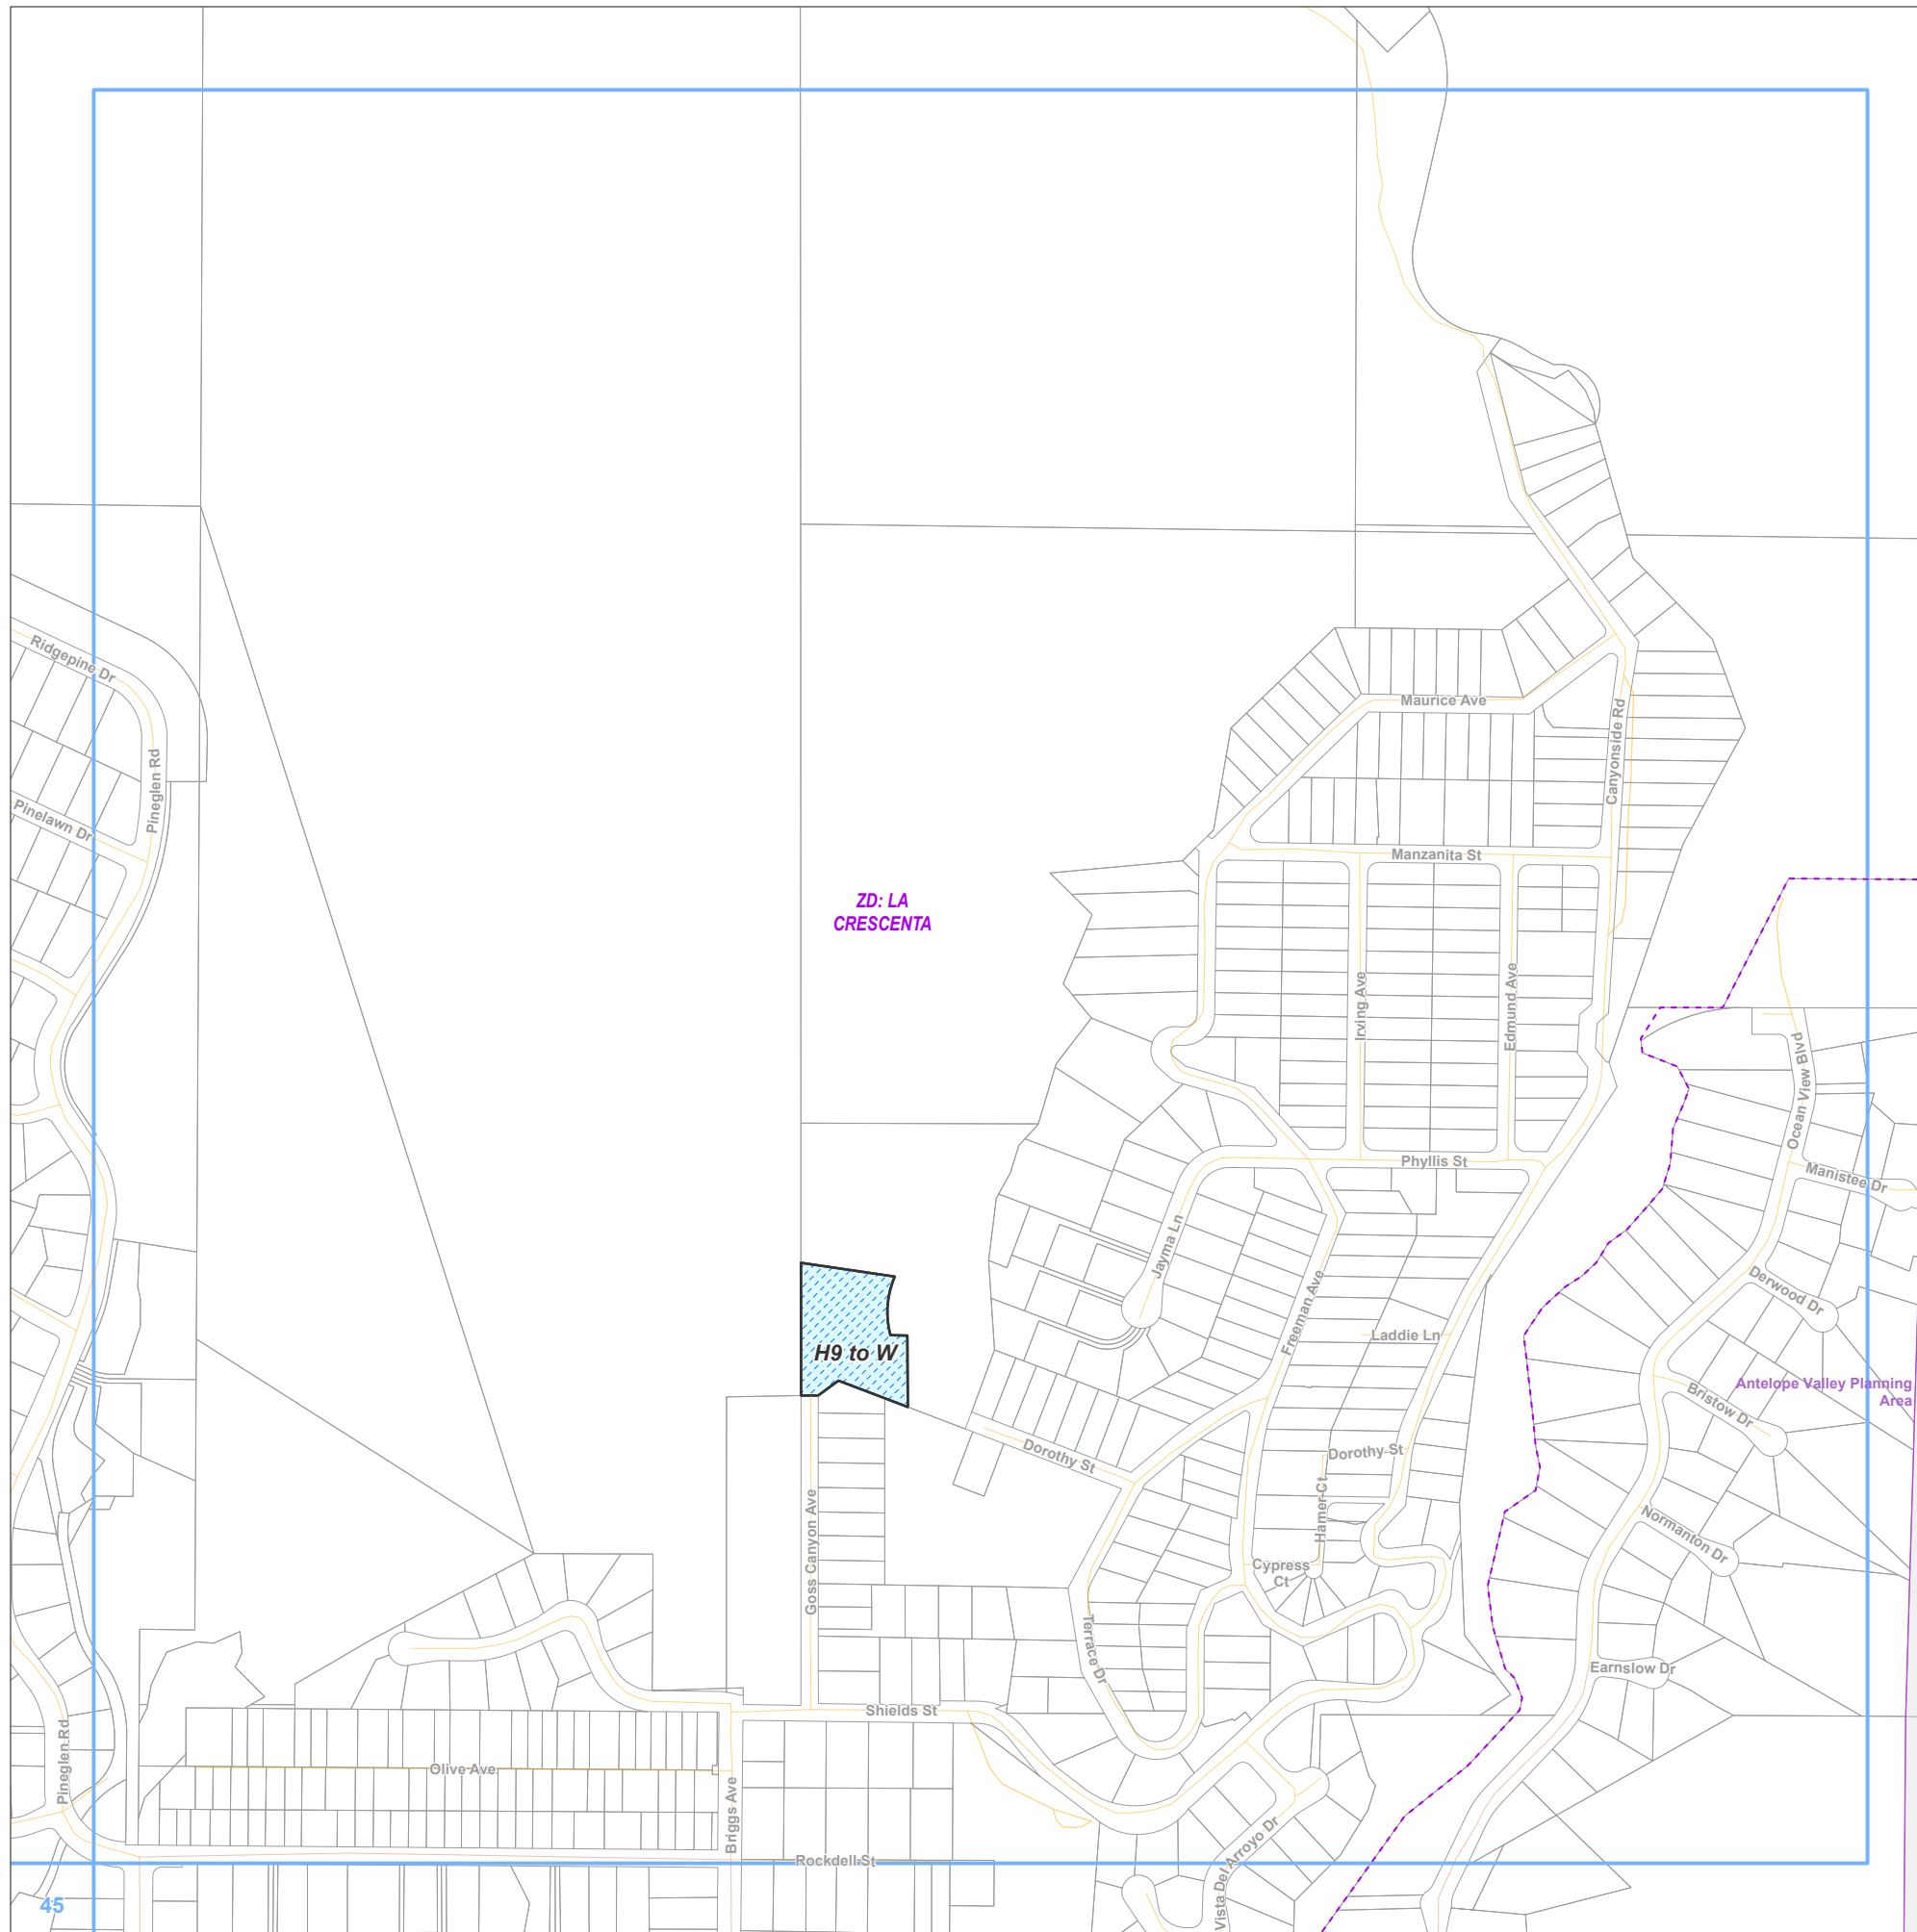 Ridgepine Dr
Maurice Ave
Canyonside Rd
Pineglen Rd
Pinelawn Dr
Manzanita St
ZD: LA
CRESCENTA
Irving Ave
Edmund Ave
Ocean View Blvd
Phyllis St
Manistee Dr
Jayma Ln
Derwood Dr
Freeman Ave
Laddie Ln
H9 to W
Antelope Valley Planning
Area
Bristow Dr
Dorothy St
Dorothy St
Hamer Ct
Goss Canyon Ave
Normanton Dr
Cypress
Ct
Terrace Dr
Earnslow Dr
Shields St
Pineglen Rd
Olive Ave
Briggs Ave
Rockdell St
Vista Del Arroyo Dr
45